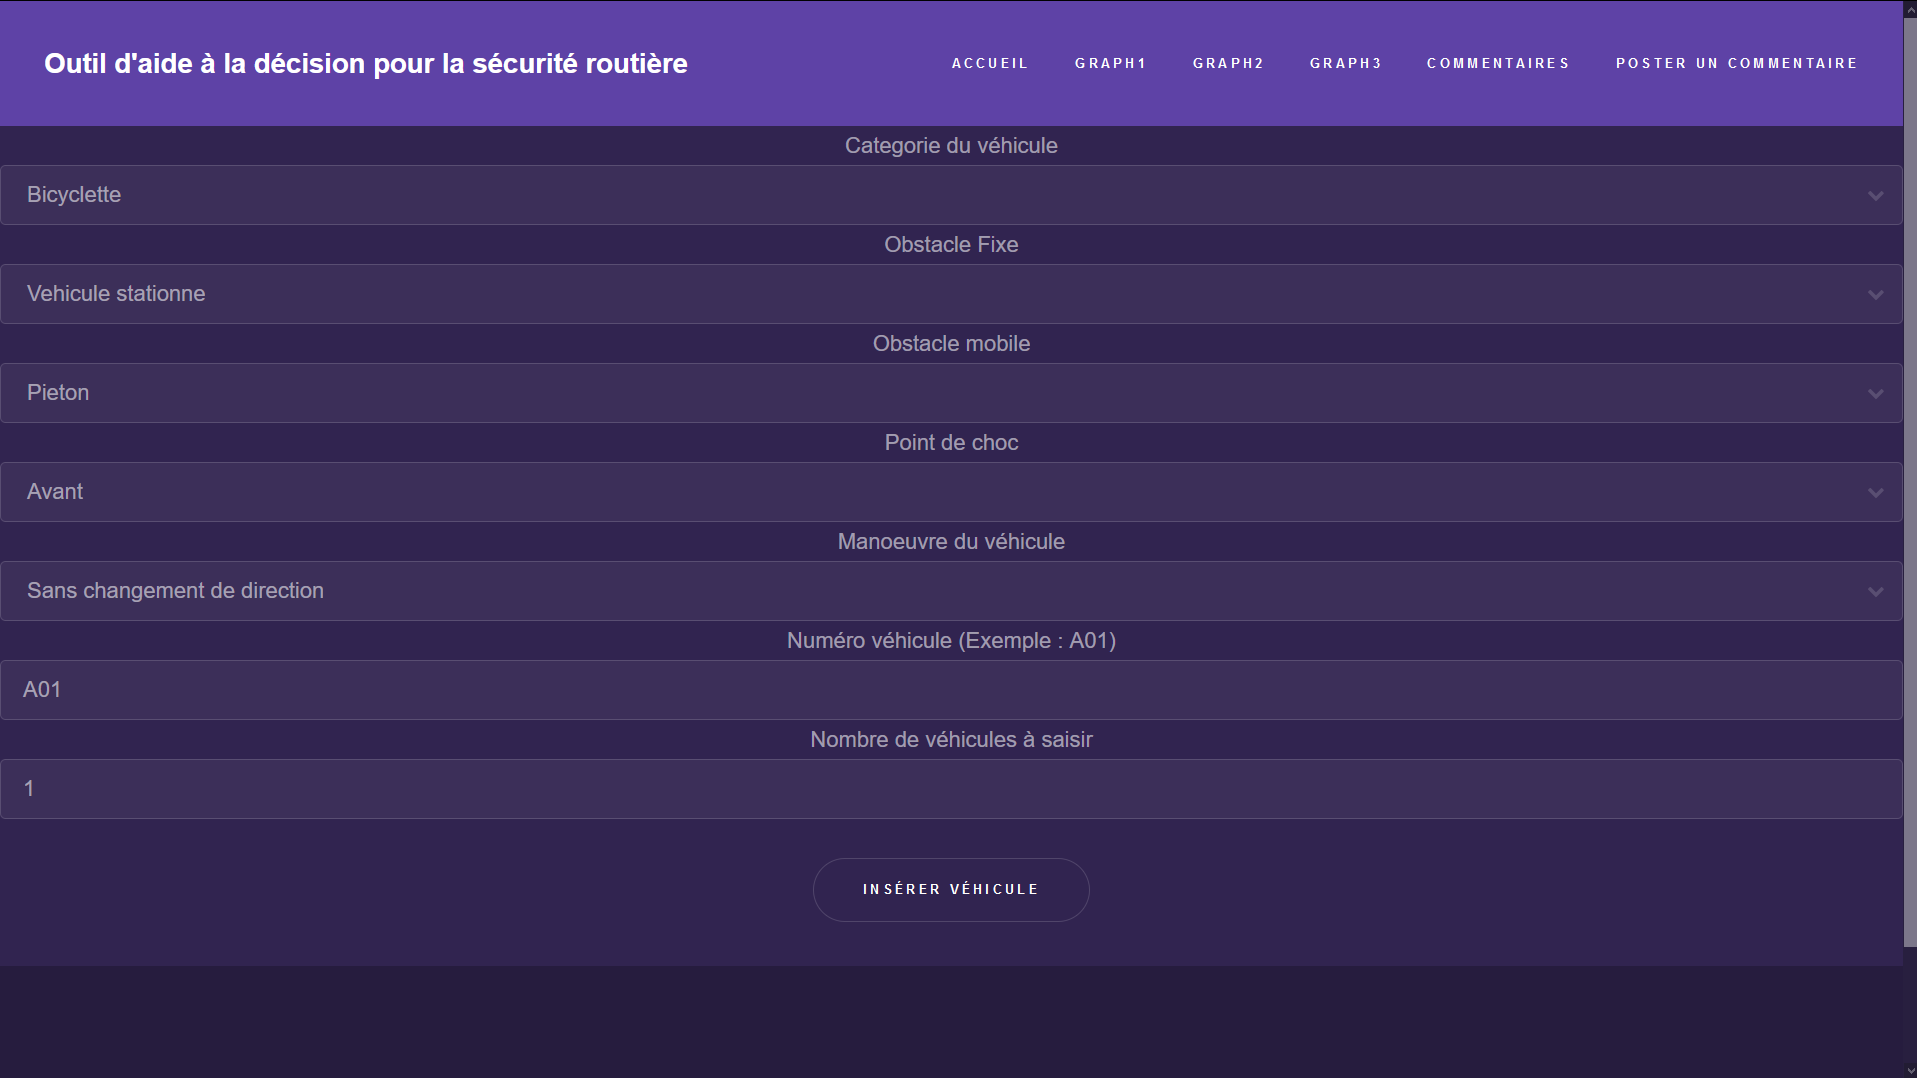 Outil d'aide à la décision pour la sécurité routière
ACCUEIL GRAPH1 GRAPH2 GRAPH3 COMMENTAIRES POSTER UN COMMENTAIRE
Categorie du véhicule
Bicyclette
Obstacle Fixe
Vehicule stationne
Obstacle mobile
Pieton
Point de choc
Avant
Manoeuvre du véhicule
Sans changement de direction
Numéro véhicule (Exemple : A01)
A01
Nombre de véhicules à saisir
1
INSÉRER VÉHICULE